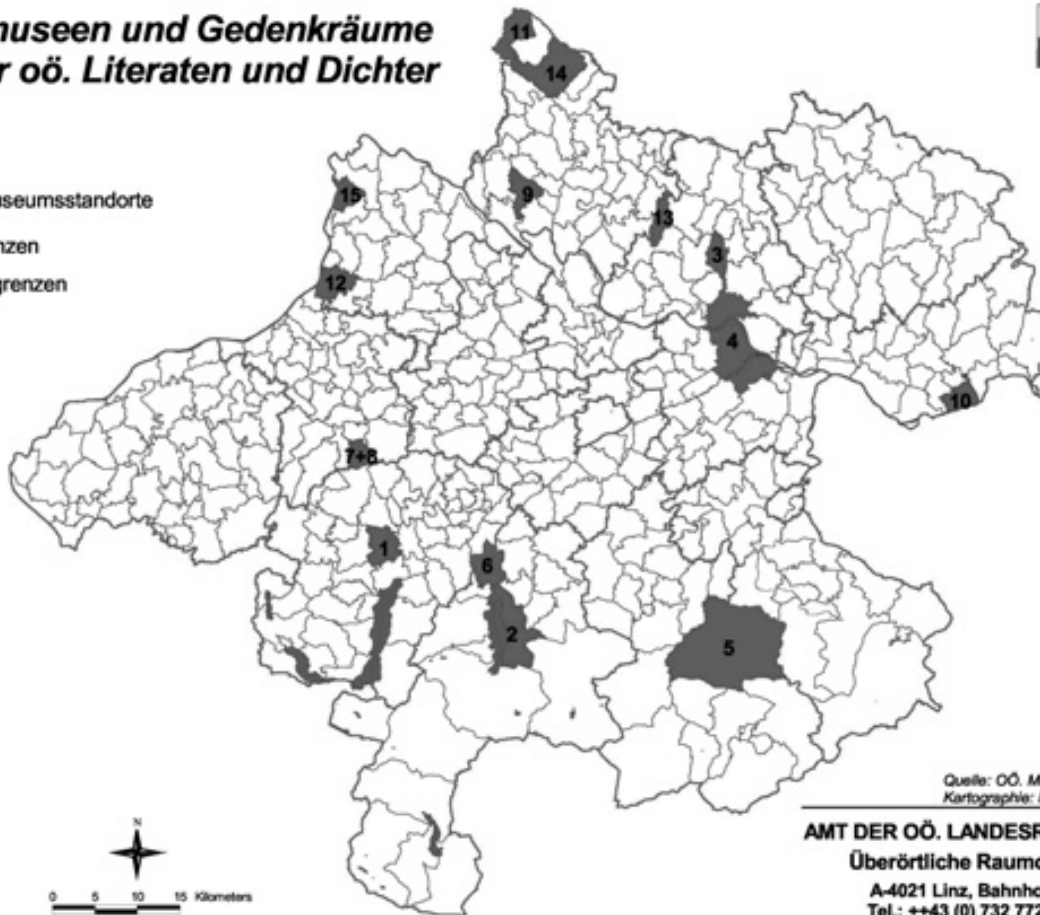 museen und Gedenkräume
r oö. Literaten und Dichter
useumsstandorte
nzen
grenzen
11
14
15
9
13
3
12
4
10
7+8
1
6
2
5
N
0 5 10 15 Kilometers
Quelle: OÖ. M
Kartographie:
AMT DER OÖ. LANDESR
Überörtliche Raumo
A-4021 Linz, Bahnho
Tel.: ++43 (0) 732 772